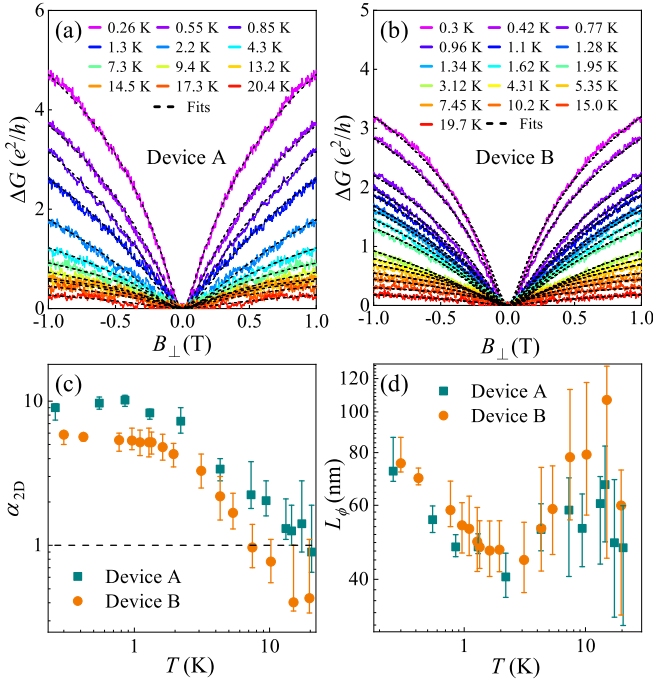 (a)
0.26 K 0.55 K 0.85 K
1.3 K 2.2 K 4.3 K
7.3 K 9.4 K 13.2 K
14.5 K 17.3 K 20.4 K
Fits
Device A
ΔG (e²/h)
6
4
2
0
-1.0 -0.5 0.0 0.5 1.0
B⊥(T)
(b)
0.3 K 0.42 K 0.77 K
0.96 K 1.1 K 1.28 K
1.34 K 1.62 K 1.95 K
3.12 K 4.31 K 5.35 K
7.45 K 10.2 K 15.0 K
19.7 K Fits
Device B
ΔG (e²/h)
5
4
3
2
1
0
-1.0 -0.5 0.0 0.5 1.0
B⊥(T)
(c)
α2D
10
1
Device A
Device B
1 10
T (K)
(d)
Device A
Device B
Lϕ (nm)
120
100
80
60
40
1 10
T (K)